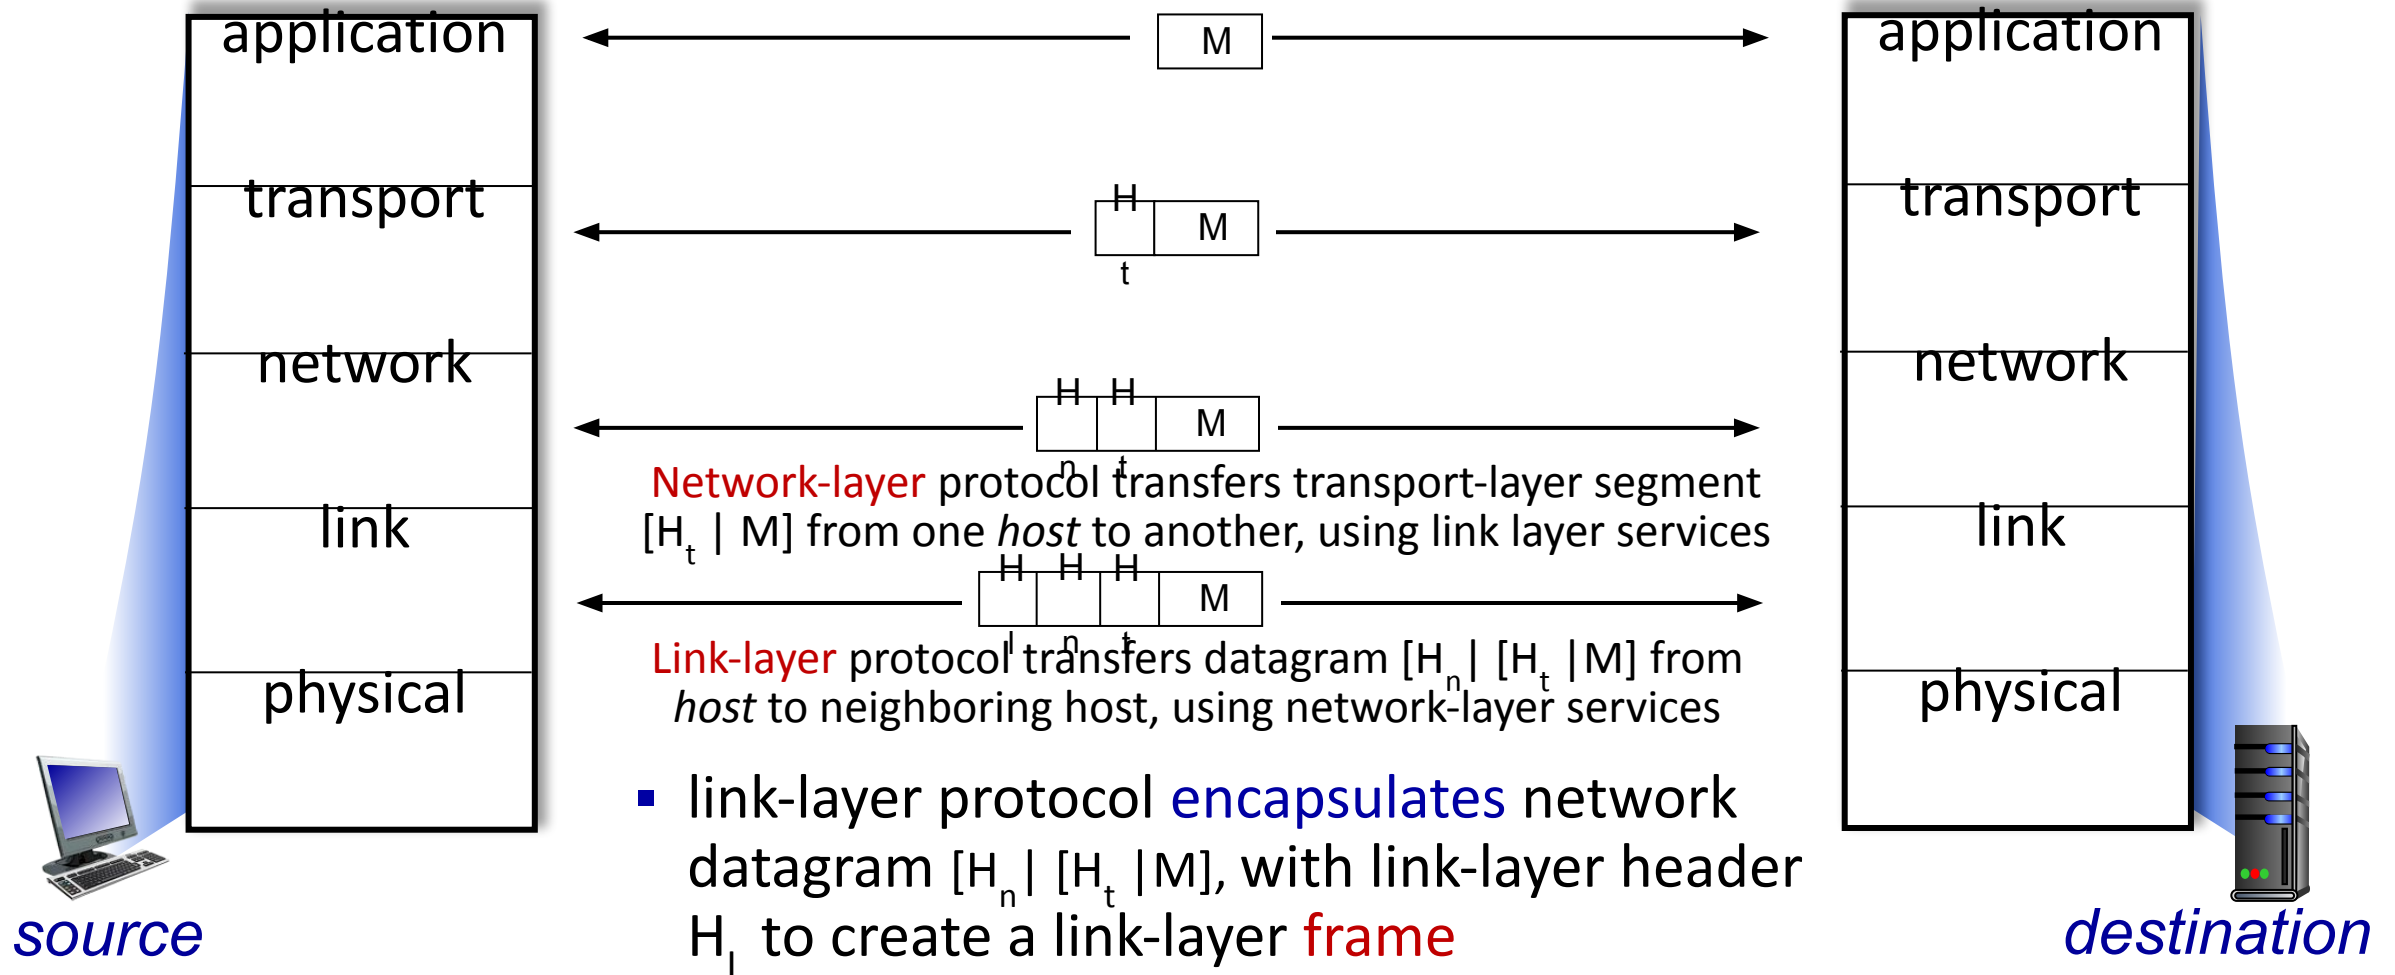 application
M
application
transport
H
t
M
transport
network
H
n
H
t
M
network
Network-layer protocol transfers transport-layer segment
[Ht | M] from one host to another, using link layer services
link
H
l
H
n
H
t
M
link
Link-layer protocol transfers datagram [Hn| [Ht |M] from
host to neighboring host, using network-layer services
physical
physical
▪ link-layer protocol encapsulates network
datagram [Hn| [Ht |M], with link-layer header
Hl to create a link-layer frame
source
destination